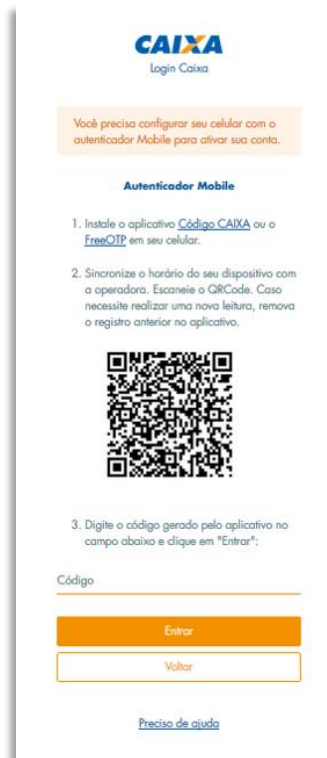 CAIXA
Login Caixa
Você precisa configurar seu celular com o
autenticador Mobile para ativar sua conta.
Autenticador Mobile
1. Instale o aplicativo Código CAIXA ou o
FreeOTP em seu celular.
2. Sincronize o horário do seu dispositivo com
a operadora. Escaneie o QRCode. Caso
necessite realizar uma nova leitura, remova
o registro anterior no aplicativo.
3. Digite o código gerado pelo aplicativo no
campo abaixo e clique em "Entrar":
Código
Entrar
Voltar
Preciso de ajuda